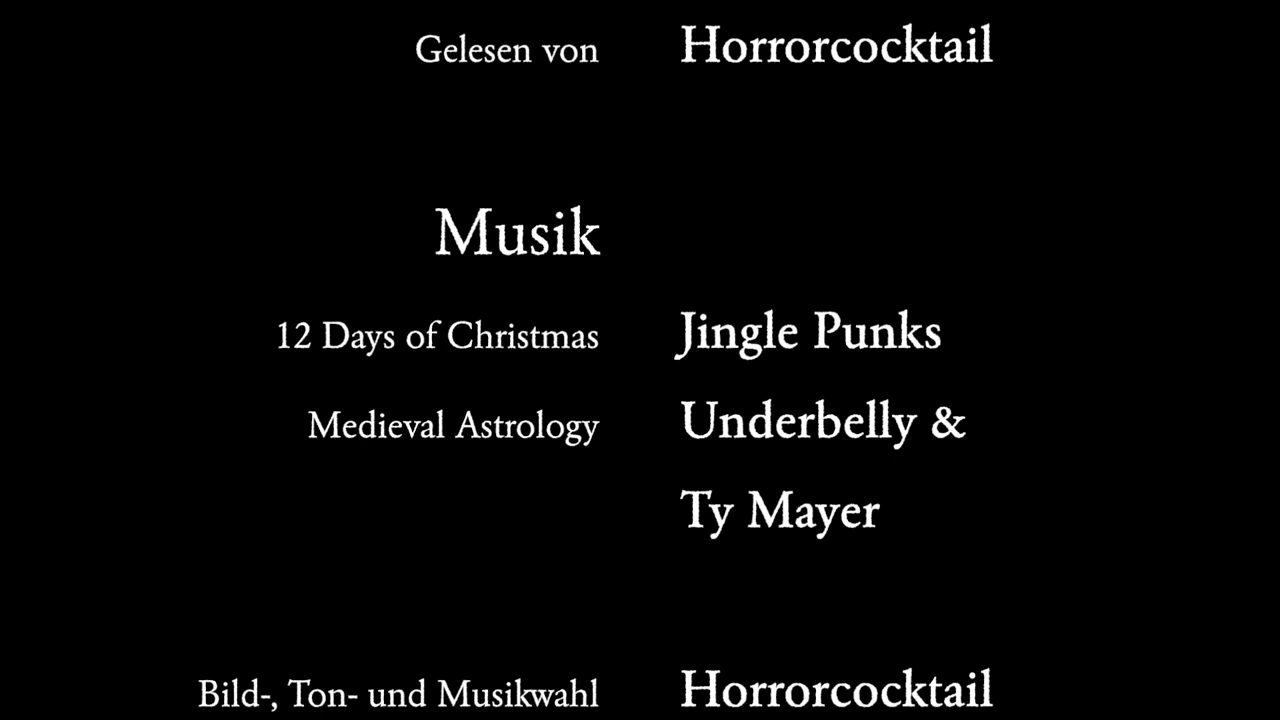 Gelesen von Horrorcocktail
Musik
12 Days of Christmas Jingle Punks
Medieval Astrology Underbelly &
Ty Mayer
Bild-, Ton- und Musikwahl Horrorcocktail